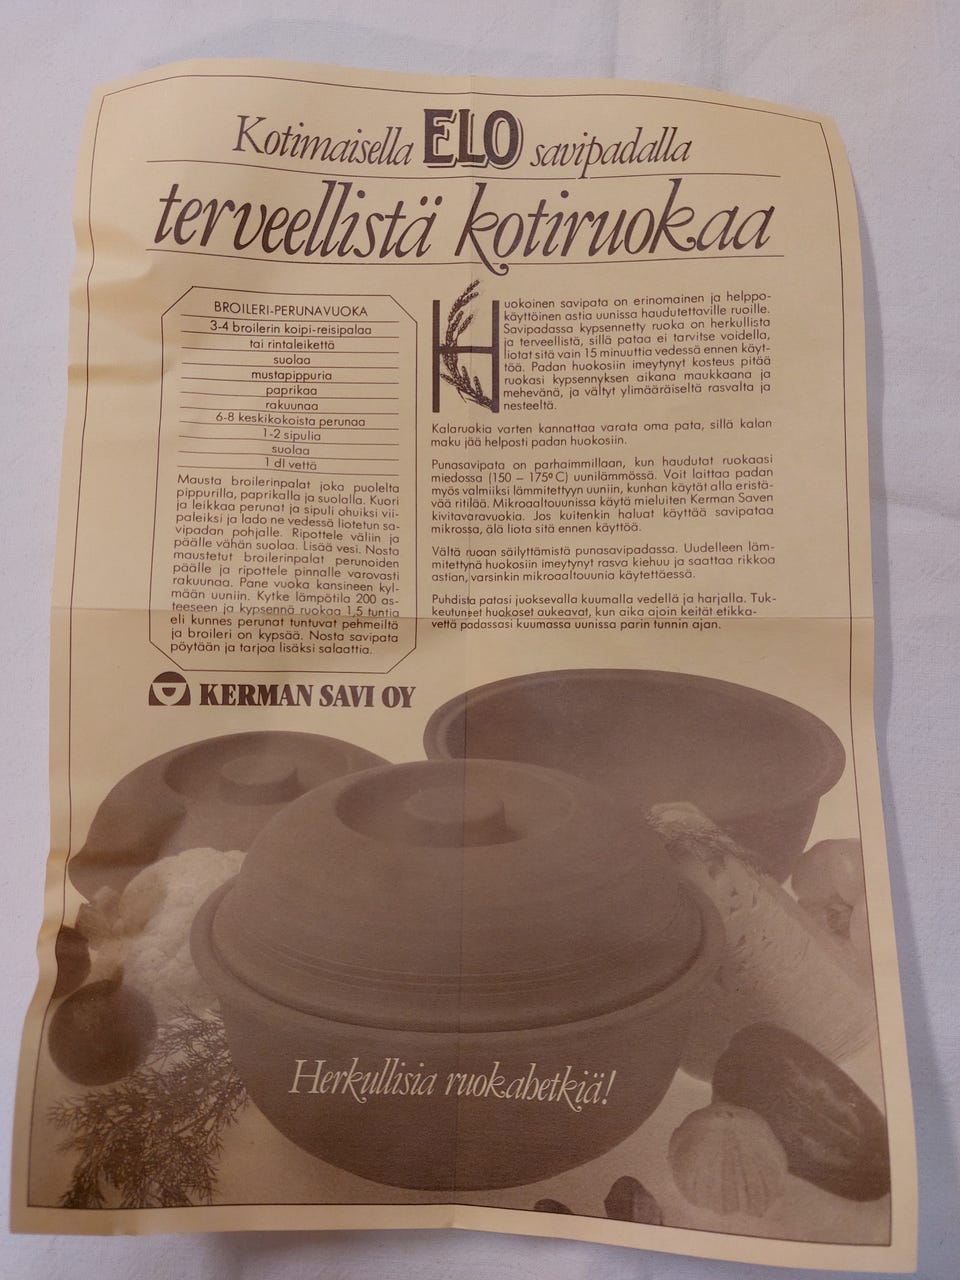 Kotimaisella ELO savipadalla
terveellistä kotiruokaa
BROILERI-PERUNAVUOKA
3-4 broilerin koipi-reisipalaa
tai rintaleikettä
suolaa
mustapippuria
paprikaa
rakuunaa
6-8 keskikokoista perunaa
1-2 sipulia
suolaa
1 dl vettä
Mausta broilerinpalat joka puolelta
pippurilla, paprikalla ja suolalla. Kuori
ja leikkaa perunat ja sipuli ohuiksi vii-
paleiksi ja lado ne vedessä liotetun sa-
vipadan pohjalle. Ripottele väliin ja
päälle vähän suolaa. Lisää vesi. Nosta
maustetut broilerinpalat perunoiden
päälle ja ripottele pinnalle varovasti
rakuunaa. Pane vuoka kansineen kyl-
mään uuniin. Kytke lämpötila 200 as-
teeseen ja kypsennä ruokaa 1,5 tuntia
eli kunnes perunat tuntuvat pehmeiltä
ja broileri on kypsää. Nosta savipata
pöytään ja tarjoa lisäksi salaattia.
Huokoinen savipata on erinomainen ja helppo-
käyttöinen astia uunissa haudutettaville ruoille.
Savipadassa kypsennetty ruoka on herkullista
ja terveellistä, sillä pataa ei tarvitse voidella,
liotat sitä vain 15 minuuttia vedessä ennen käyt-
töä. Padan huokosiin imeytynyt kosteus pitää
ruokasi kypsennyksen aikana maukkaana ja
mehevänä, ja vältyt ylimääräiseltä rasvalta ja
nesteeltä.
Kalaruokia varten kannattaa varata oma pata, sillä kalan
maku jää helposti padan huokosiin.
Punasavipata on parhaimmillaan, kun haudutat ruokaasi
miedossa (150 – 175° C) uunilämmössä. Voit laittaa padan
myös valmiiksi lämmitettyyn uuniin, kunhan käytät alla eristä-
vää ritilää. Mikroaaltouunissa käytä mieluiten Kerman Saven
kivitavaravuokia. Jos kuitenkin haluat käyttää savipataa
mikrossa, älä liota sitä ennen käyttöä.
Vältä ruoan säilyttämistä punasavipadassa. Uudelleen läm-
mitettynä huokosiin imeytynyt rasva kiehuu ja saattaa rikkoa
astian, varsinkin mikroaaltouunia käytettäessä.
Puhdista patasi juoksevalla kuumalla vedellä ja harjalla. Tuk-
keutuneet huokoset aukeavat, kun aika ajoin keität etikka-
vettä padassasi kuumassa uunissa parin tunnin ajan.
KERMAN SAVI OY
Herkullisia ruokahetkiä!